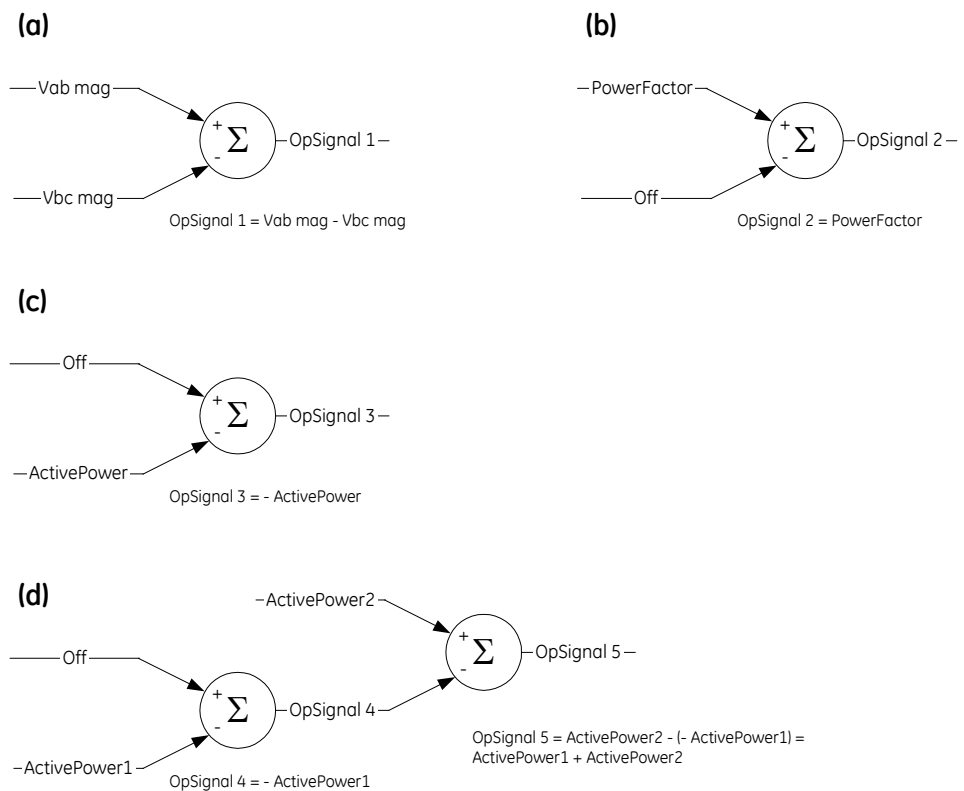 (a)
Vab mag
+
Σ
-
OpSignal 1
Vbc mag
OpSignal 1 = Vab mag - Vbc mag
(b)
PowerFactor
+
Σ
-
OpSignal 2
Off
OpSignal 2 = PowerFactor
(c)
Off
+
Σ
-
OpSignal 3
ActivePower
OpSignal 3 = - ActivePower
(d)
ActivePower2
+
Σ
-
OpSignal 5
Off
+
Σ
-
OpSignal 4
ActivePower1
OpSignal 4 = - ActivePower1
OpSignal 5 = ActivePower2 - (- ActivePower1) =
ActivePower1 + ActivePower2